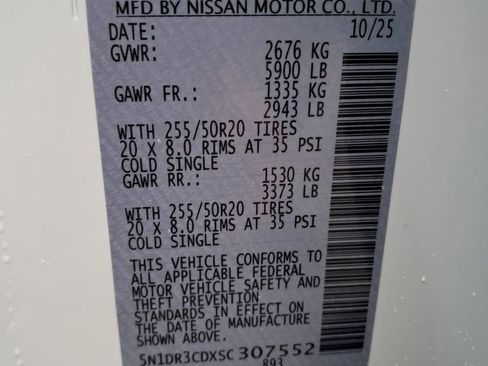 MFD BY NISSAN MOTOR CO., LTD.
DATE: 10/25
GVWR: 2676 KG
5900 LB
GAWR FR.: 1335 KG
2943 LB
WITH 255/50R20 TIRES
20 X 8.0 RIMS AT 35 PSI
COLD SINGLE
GAWR RR.: 1530 KG
3373 LB
WITH 255/50R20 TIRES
20 X 8.0 RIMS AT 35 PSI
COLD SINGLE
THIS VEHICLE CONFORMS TO
ALL APPLICABLE FEDERAL
MOTOR VEHICLE SAFETY AND
THEFT PREVENTION
STANDARDS IN EFFECT ON
THE DATE OF MANUFACTURE
SHOWN ABOVE.
5N1DR3CDXSC307552
893